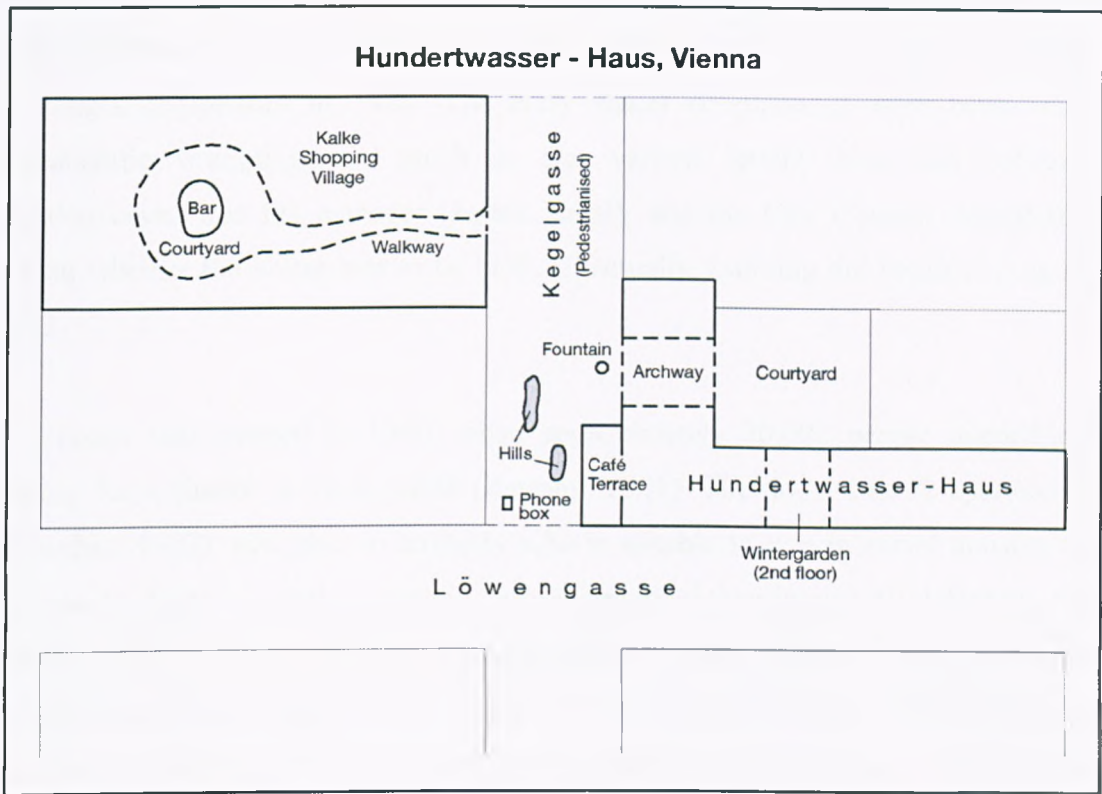 Hundertwasser - Haus, Vienna
Kalke
Shopping
Village
Bar
Courtyard
Walkway
Kegelgasse
(Pedestrianised)
Fountain
Archway
Courtyard
Hills
Café
Terrace
Hundertwasser-Haus
Phone
box
Wintergarden
(2nd floor)
Löwengasse